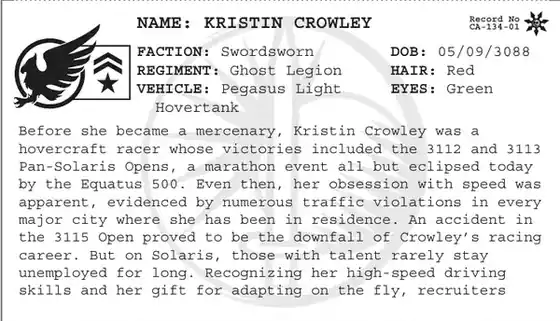 NAME: KRISTIN CROWLEY
Record No
CA-134-01
FACTION: Swordsworn
DOB: 05/09/3088
REGIMENT: Ghost Legion
HAIR: Red
VEHICLE: Pegasus Light
EYES: Green
Hovertank
Before she became a mercenary, Kristin Crowley was a
hovercraft racer whose victories included the 3112 and 3113
Pan-Solaris Opens, a marathon event all but eclipsed today
by the Equatus 500. Even then, her obsession with speed was
apparent, evidenced by numerous traffic violations in every
major city where she has been in residence. An accident in
the 3115 Open proved to be the downfall of Crowley's racing
career. But on Solaris, those with talent rarely stay
unemployed for long. Recognizing her high-speed driving
skills and her gift for adapting on the fly, recruiters